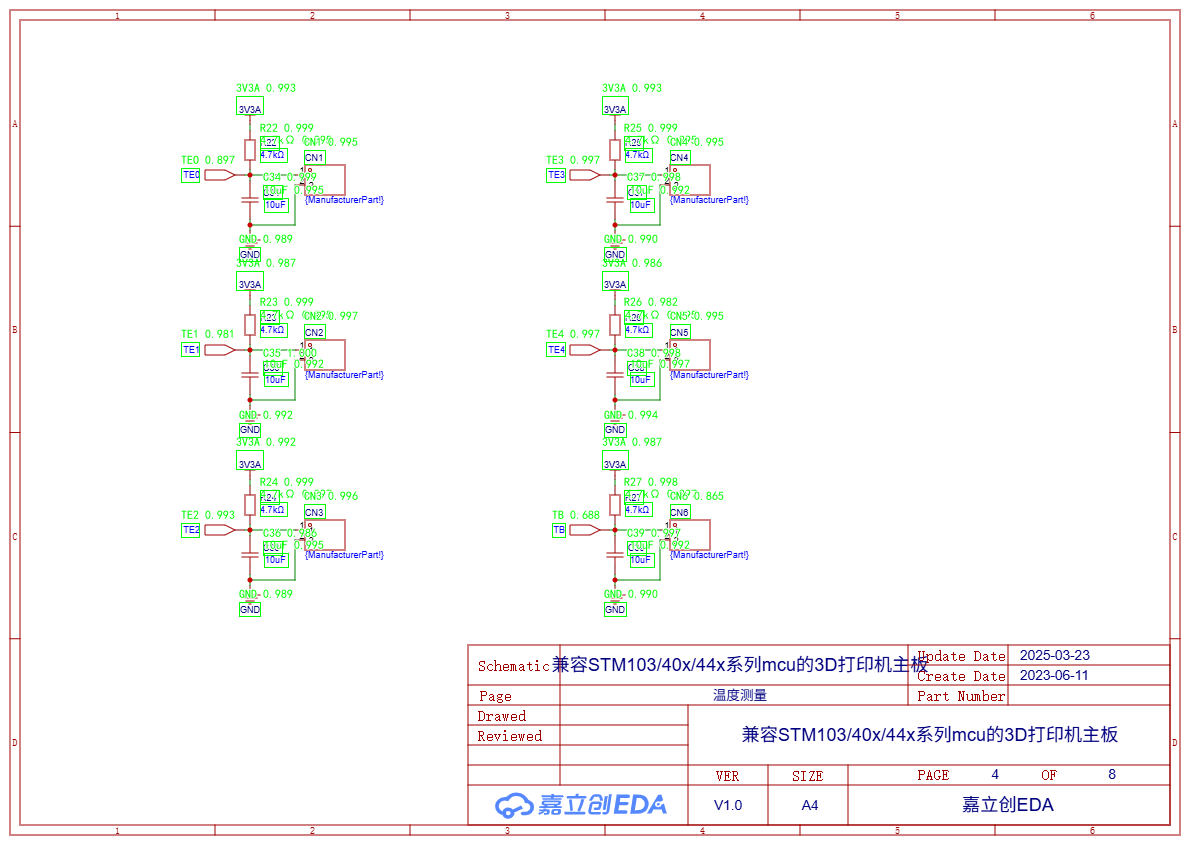 1 2 3 4 5 6
A A
B B
C C
D D
3V3A 0.993
3V3A
R22 0.999
4.7kΩ
CN1 0.995
CN1
TE0 0.897
TE0
C34 0.999
10uF 0.995
10uF
{ManufacturerPart!}
GND 0.989
GND
3V3A 0.993
3V3A
R25 0.999
4.7kΩ
CN4 0.995
CN4
TE3 0.997
TE3
C37 0.998
10uF 0.992
10uF
{ManufacturerPart!}
GND 0.990
GND
3V3A 0.987
3V3A
R23 0.999
4.7kΩ
CN2 0.997
CN2
TE1 0.981
TE1
C35 1.000
10uF 0.992
10uF
{ManufacturerPart!}
GND 0.992
GND
3V3A 0.986
3V3A
R26 0.982
4.7kΩ
CN5 0.995
CN5
TE4 0.997
TE4
C38 0.998
10uF 0.997
10uF
{ManufacturerPart!}
GND 0.994
GND
3V3A 0.992
3V3A
R24 0.999
R24
4.7kΩ
CN3 0.996
CN3
TE2 0.993
TE2
C36 0.986
10uF 0.995
10uF
{ManufacturerPart!}
GND 0.989
GND
3V3A 0.987
3V3A
R27 0.998
R27
4.7kΩ
CN6 0.865
CN6
TB 0.688
TB
C39 0.997
10uF 0.992
10uF
{ManufacturerPart!}
GND 0.990
GND
Schematic 兼容STM103/40x/44x系列mcu的3D打印机主板
Update Date 2025-03-23
Create Date 2023-06-11
Page 温度测量 Part Number
Drawed
Reviewed
兼容STM103/40x/44x系列mcu的3D打印机主板
VER SIZE PAGE 4 OF 8
嘉立创EDA V1.0 A4 嘉立创EDA
1 2 3 4 5 6